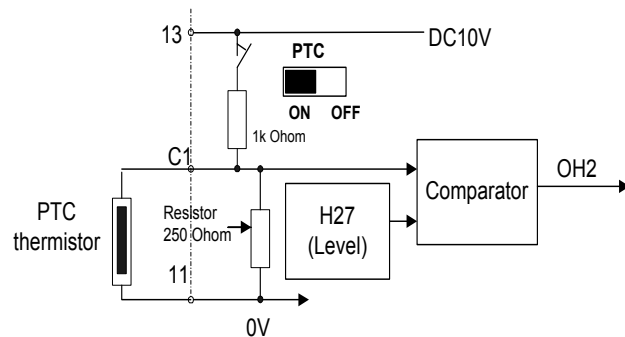 13
DC10V
PTC
ON OFF
1k Ohom
C1
PTC
thermistor
Resistor
250 Ohom
H27
(Level)
Comparator
OH2
11
0V